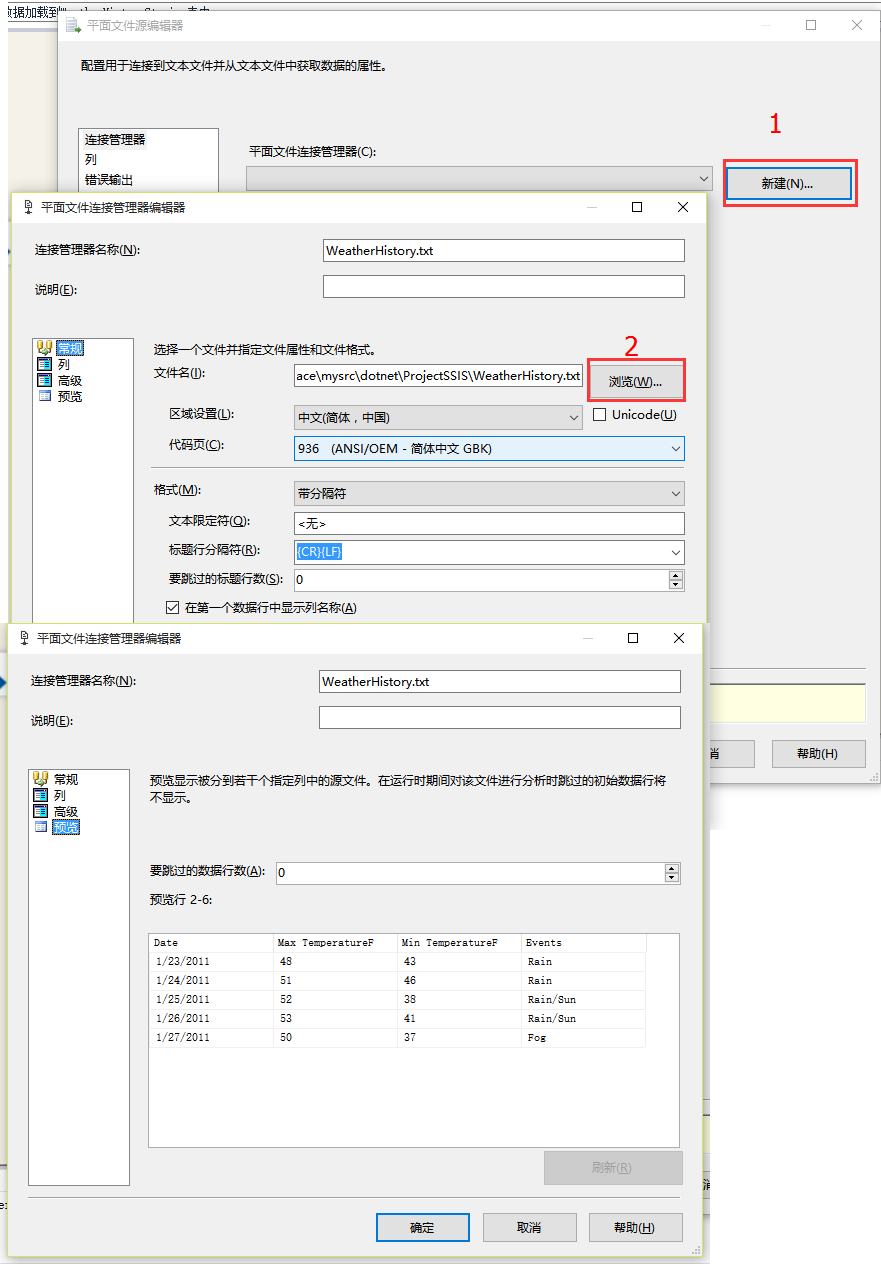 平面文件源编辑器
配置用于连接到文本文件并从文本文件中获取数据的属性。
1
连接管理器
列
错误输出
平面文件连接管理器(C):
新建(N)...
平面文件连接管理器编辑器
连接管理器名称(N):
WeatherHistory.txt
说明(E):
2
常规
列
高级
预览
选择一个文件并指定文件属性和文件格式。
文件名(I):
ace\mysrc\dotnet\ProjectSSIS\WeatherHistory.txt
浏览(W)...
区域设置(L):
中文(简体，中国)
Unicode(U)
代码页(C):
936 (ANSI/OEM - 简体中文 GBK)
格式(M):
带分隔符
文本限定符(Q):
<无>
标题行分隔符(R):
{CR}{LF}
要跳过的标题行数(S):
0
在第一个数据行中显示列名称(A)
消
帮助(H)
平面文件连接管理器编辑器
连接管理器名称(N):
WeatherHistory.txt
说明(E):
常规
列
高级
预览
预览显示被分到若干个指定列中的源文件。在运行时期间对该文件进行分析时跳过的初始数据行将
不显示。
要跳过的数据行数(A):
0
预览行 2-6:
Date Max TemperatureF Min TemperatureF Events
1/23/2011 48 43 Rain
1/24/2011 51 46 Rain
1/25/2011 52 38 Rain/Sun
1/26/2011 53 41 Rain/Sun
1/27/2011 50 37 Fog
刷新(R)
确定
取消
帮助(H)